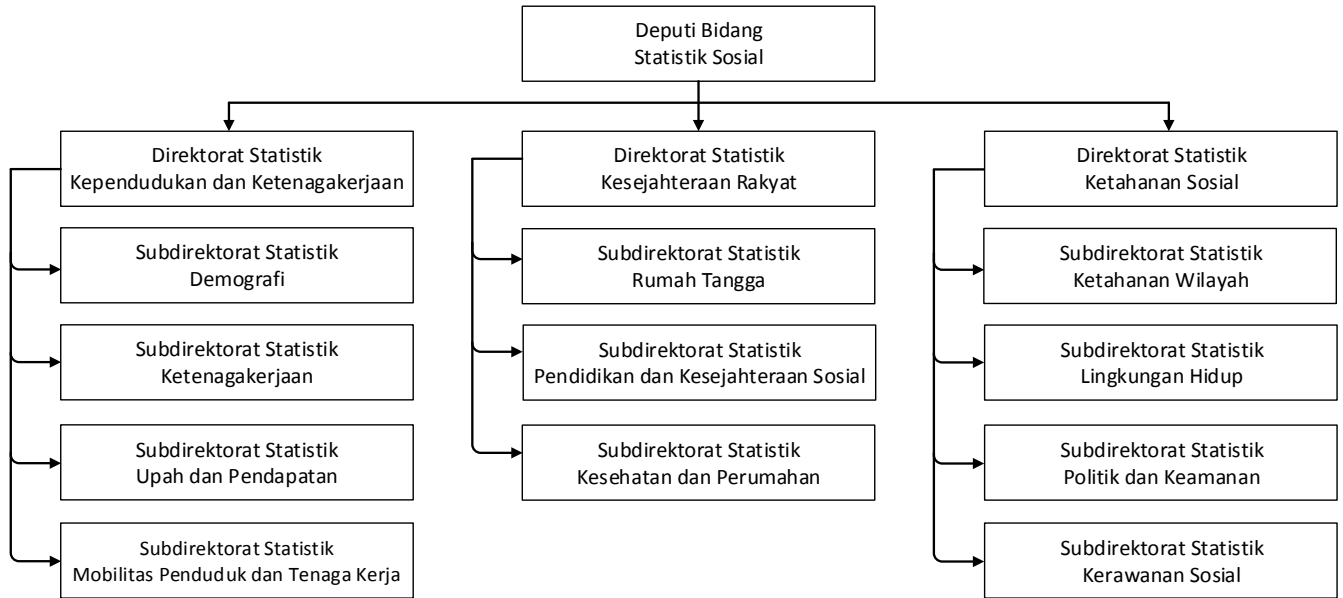 Deputi Bidang
Statistik Sosial
Direktorat Statistik
Kependudukan dan Ketenagakerjaan
Subdirektorat Statistik
Demografi
Subdirektorat Statistik
Ketenagakerjaan
Subdirektorat Statistik
Upah dan Pendapatan
Subdirektorat Statistik
Mobilitas Penduduk dan Tenaga Kerja
Direktorat Statistik
Kesejahteraan Rakyat
Subdirektorat Statistik
Rumah Tangga
Subdirektorat Statistik
Pendidikan dan Kesejahteraan Sosial
Subdirektorat Statistik
Kesehatan dan Perumahan
Direktorat Statistik
Ketahanan Sosial
Subdirektorat Statistik
Ketahanan Wilayah
Subdirektorat Statistik
Lingkungan Hidup
Subdirektorat Statistik
Politik dan Keamanan
Subdirektorat Statistik
Kerawanan Sosial